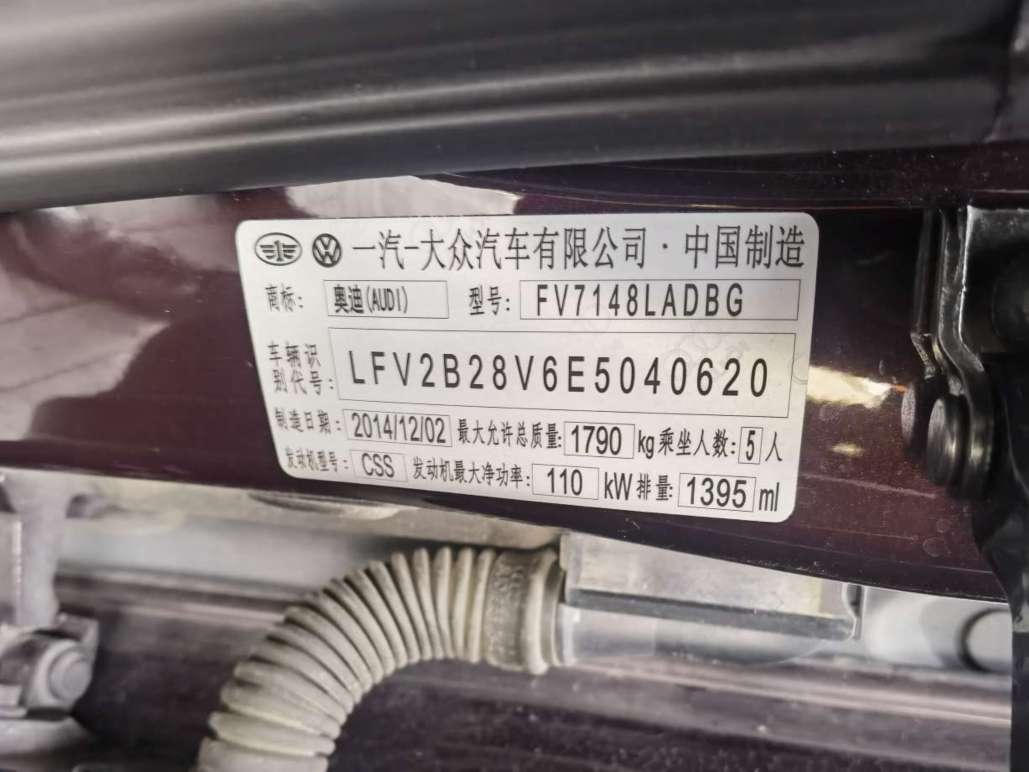 一汽-大众汽车有限公司·中国制造
商标: 奥迪(AUDI) 型号: FV7148LADBG
车辆识别代号: LFV2B28V6E5040620
制造日期: 2014/12/02 最大允许总质量: 1790 kg 乘坐人数: 5 人
发动机型号: CSS 发动机最大净功率: 110 kW 排量: 1395 ml